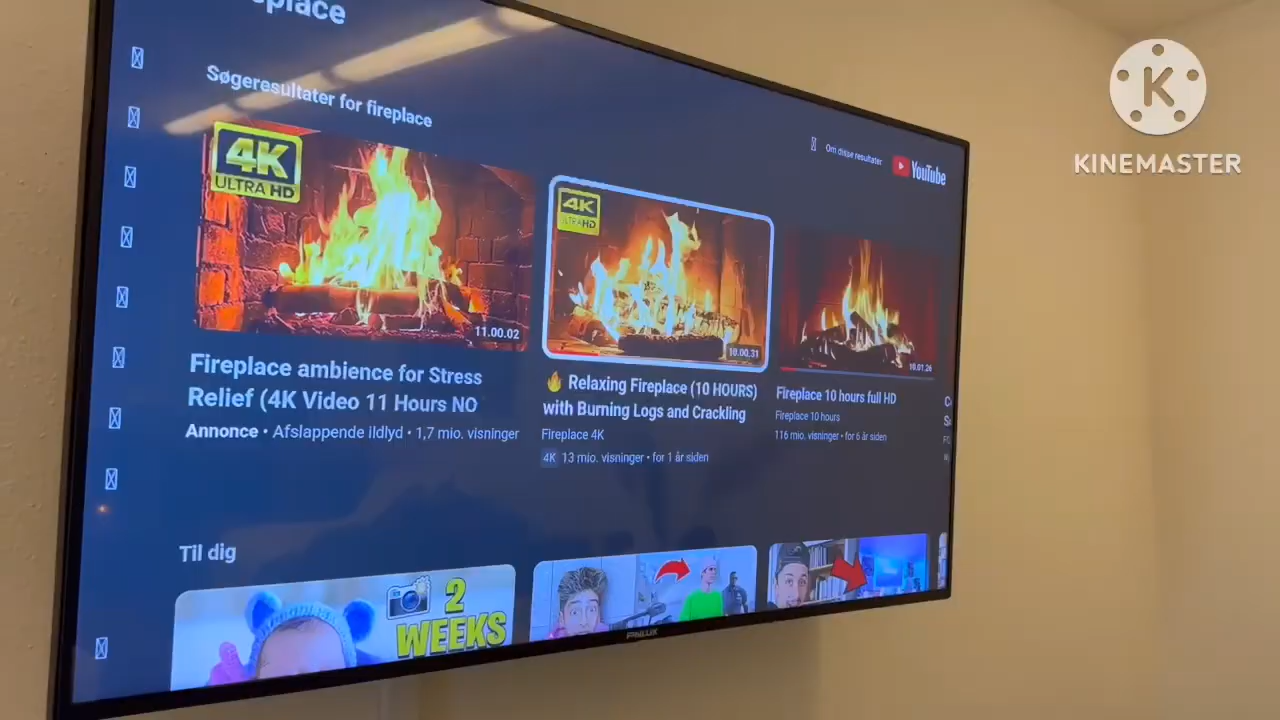 eplace
Søgeresultater for fireplace
Om disse resultater
YouTube
4K
ULTRA HD
11.00.02
4K
ULTRA HD
10.00.31
10.01.26
Fireplace ambience for Stress
Relief (4K Video 11 Hours NO
Annonce • Afslappende ildlyd • 1,7 mio. visninger
🔥 Relaxing Fireplace (10 HOURS)
with Burning Logs and Crackling
Fireplace 4K
4K 13 mio. visninger • for 1 år siden
Fireplace 10 hours full HD
Fireplace 10 hours
116 mio. visninger • for 6 år siden
Til dig
2
WEEKS
FINLUX
K
KINEMASTER